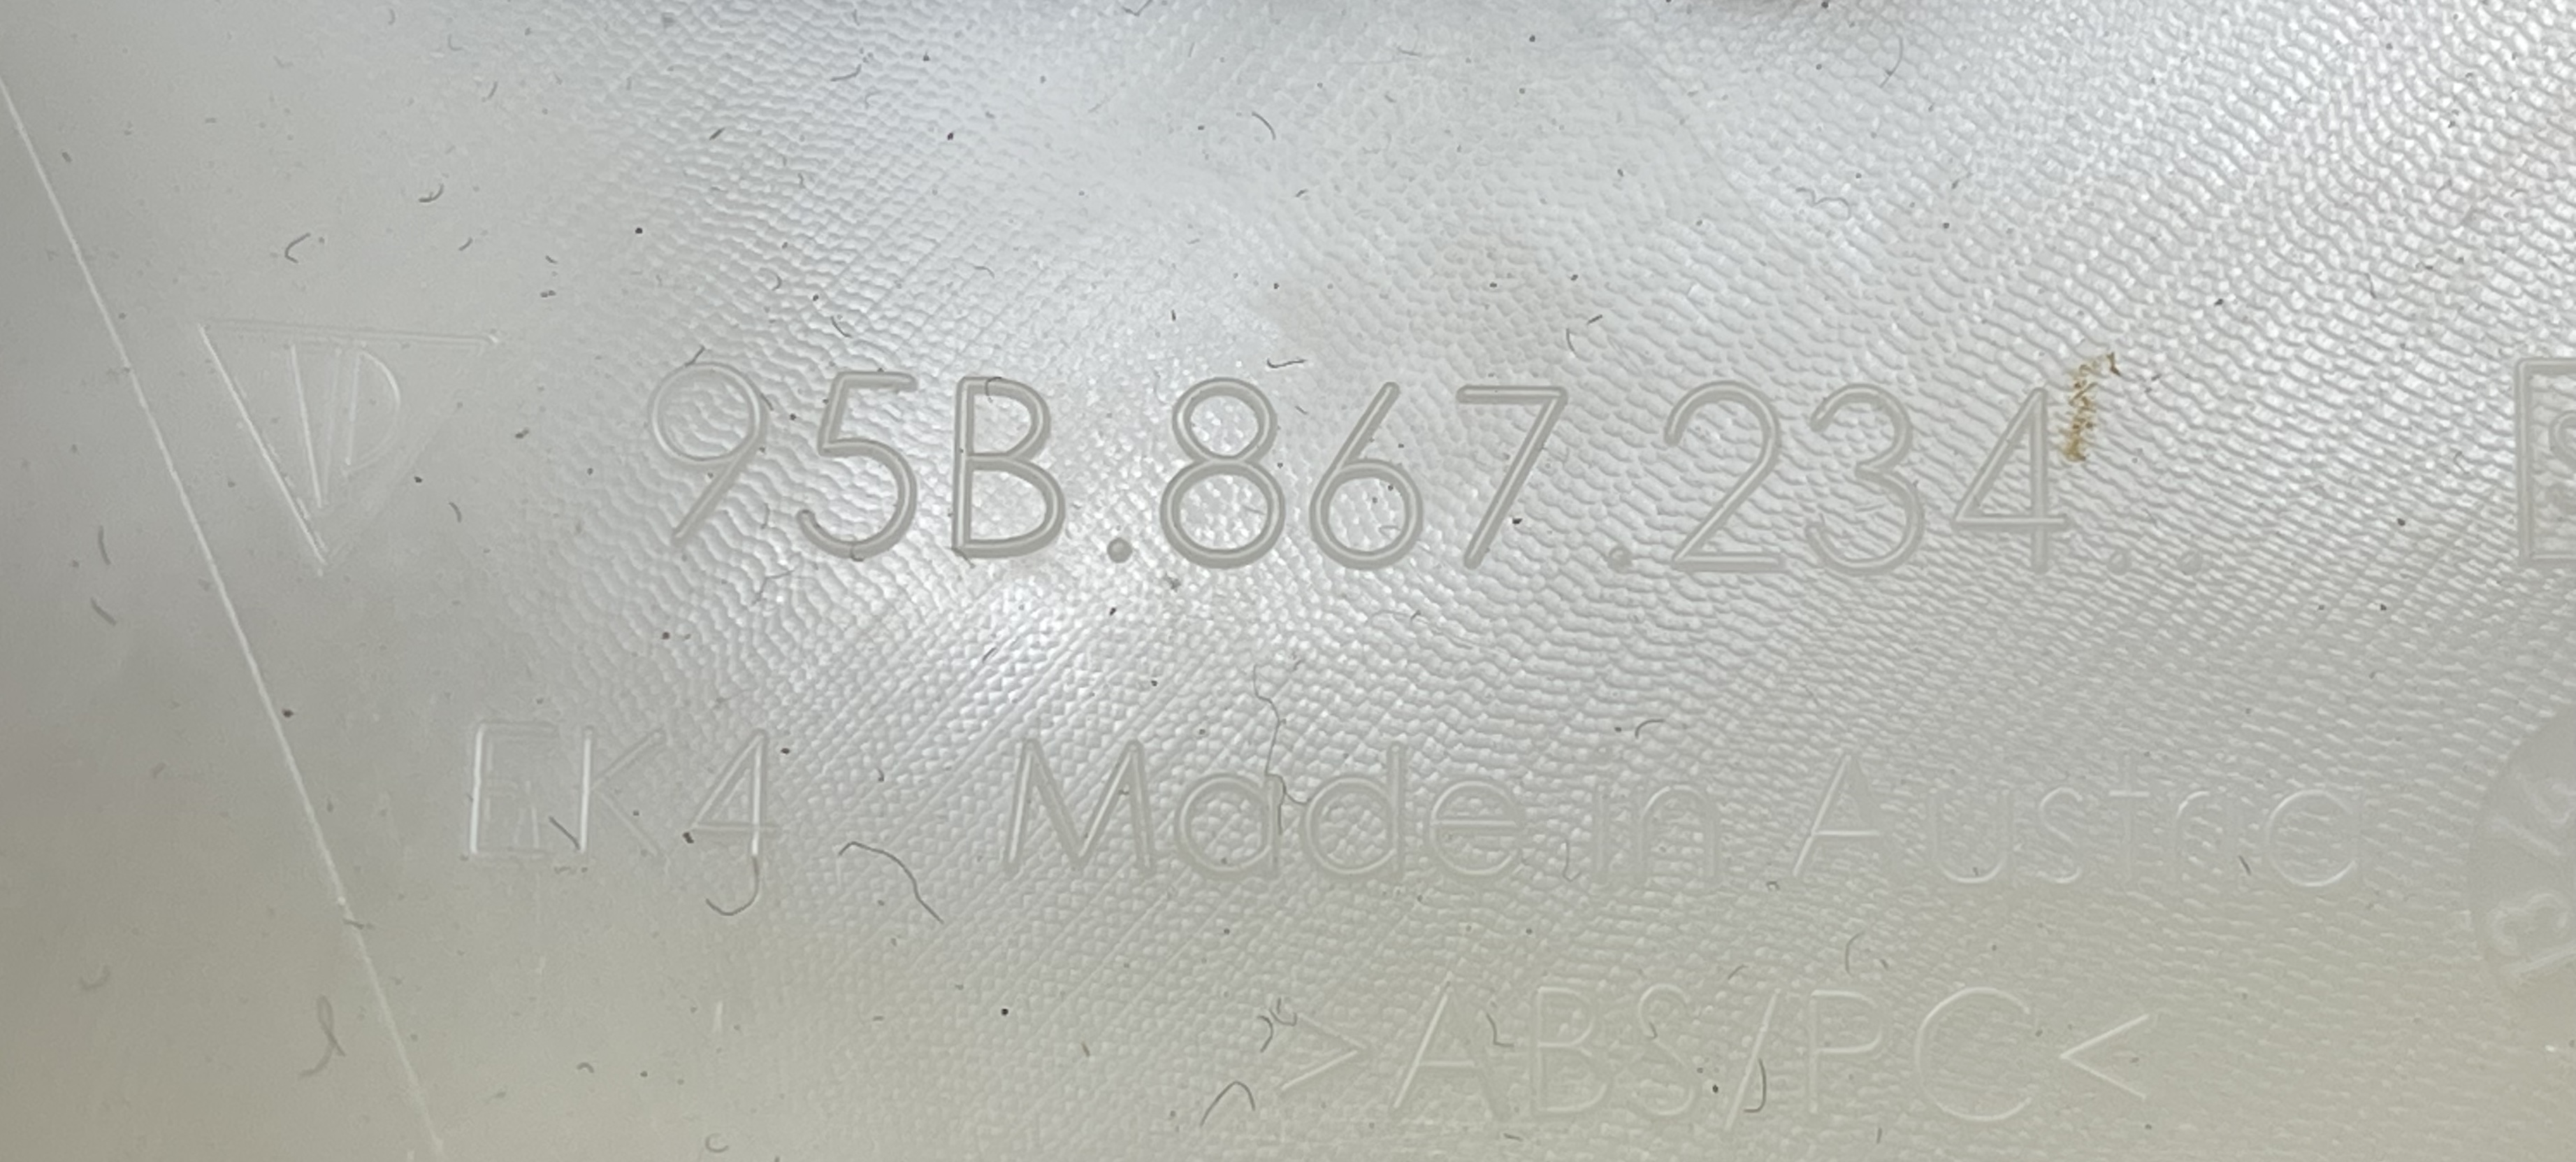 95B.867.234..
EK4 Made in Austria
>ABS/PC<